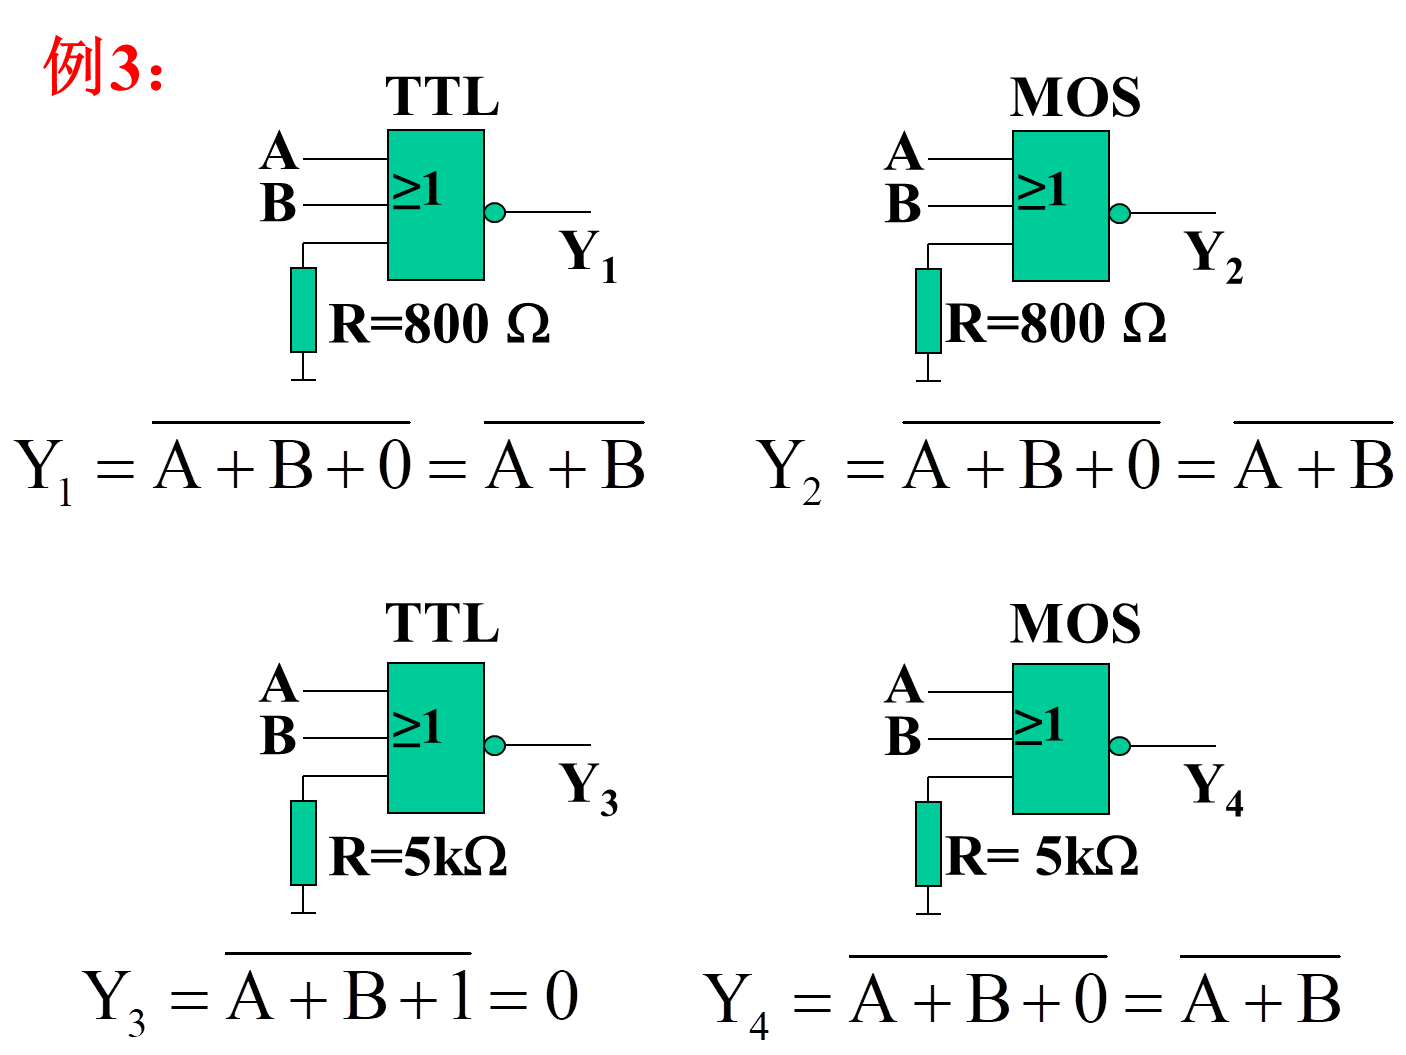 例3：
TTL
A
B
≥1
Y₁
R=800 Ω
MOS
A
B
≥1
Y₂
R=800 Ω
Y₁ = A̅ ̅+̅ ̅B̅ ̅+̅ ̅0̅ = A̅ ̅+̅ ̅B̅
Y₂ = A̅ ̅+̅ ̅B̅ ̅+̅ ̅0̅ = A̅ ̅+̅ ̅B̅
TTL
A
B
≥1
Y₃
R=5kΩ
MOS
A
B
≥1
Y₄
R= 5kΩ
Y₃ = A̅ ̅+̅ ̅B̅ ̅+̅ ̅1̅ = 0
Y₄ = A̅ ̅+̅ ̅B̅ ̅+̅ ̅0̅ = A̅ ̅+̅ ̅B̅